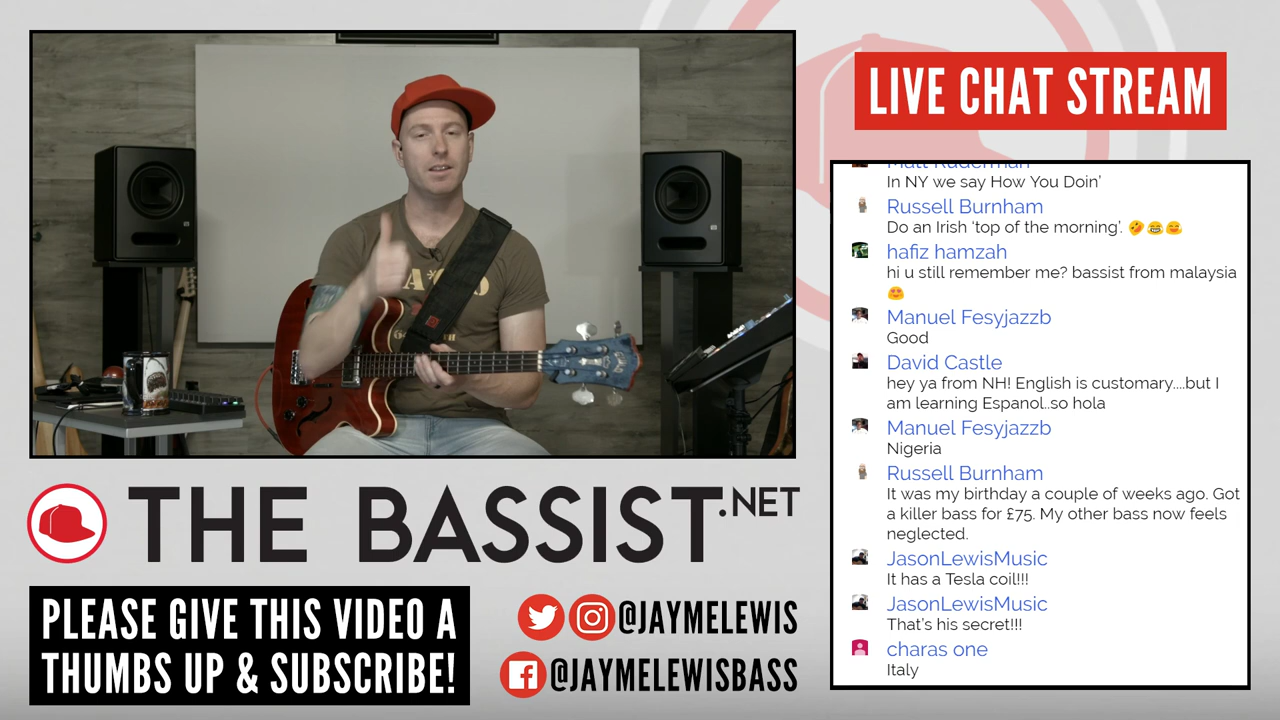 LIVE CHAT STREAM
Matt Ruderman
In NY we say How You Doin'
Russell Burnham
Do an Irish 'top of the morning'. 🤣😂😊
hafiz hamzah
hi u still remember me? bassist from malaysia
😍
Manuel Fesyjazzb
Good
David Castle
hey ya from NH! English is customary....but I
am learning Espanol..so hola
Manuel Fesyjazzb
Nigeria
Russell Burnham
It was my birthday a couple of weeks ago. Got
a killer bass for £75. My other bass now feels
neglected.
JasonLewisMusic
It has a Tesla coil!!!
JasonLewisMusic
That's his secret!!!
charas one
Italy
THE BASSIST.NET
PLEASE GIVE THIS VIDEO A
THUMBS UP & SUBSCRIBE!
@JAYMELEWIS
@JAYMELEWISBASS